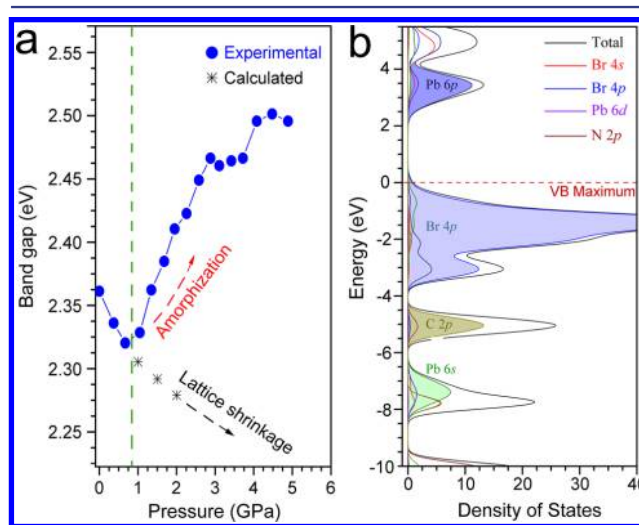 a
2.55
2.50
2.45
2.40
2.35
2.30
2.25
Band gap (eV)
Experimental
Calculated
Amorphization
Lattice shrinkage
0 1 2 3 4 5 6
Pressure (GPa)
b
4
2
0
-2
-4
-6
-8
-10
Energy (eV)
Total
Br 4s
Br 4p
Pb 6d
N 2p
Pb 6p
VB Maximum
Br 4p
C 2p
Pb 6s
0 10 20 30 40
Density of States